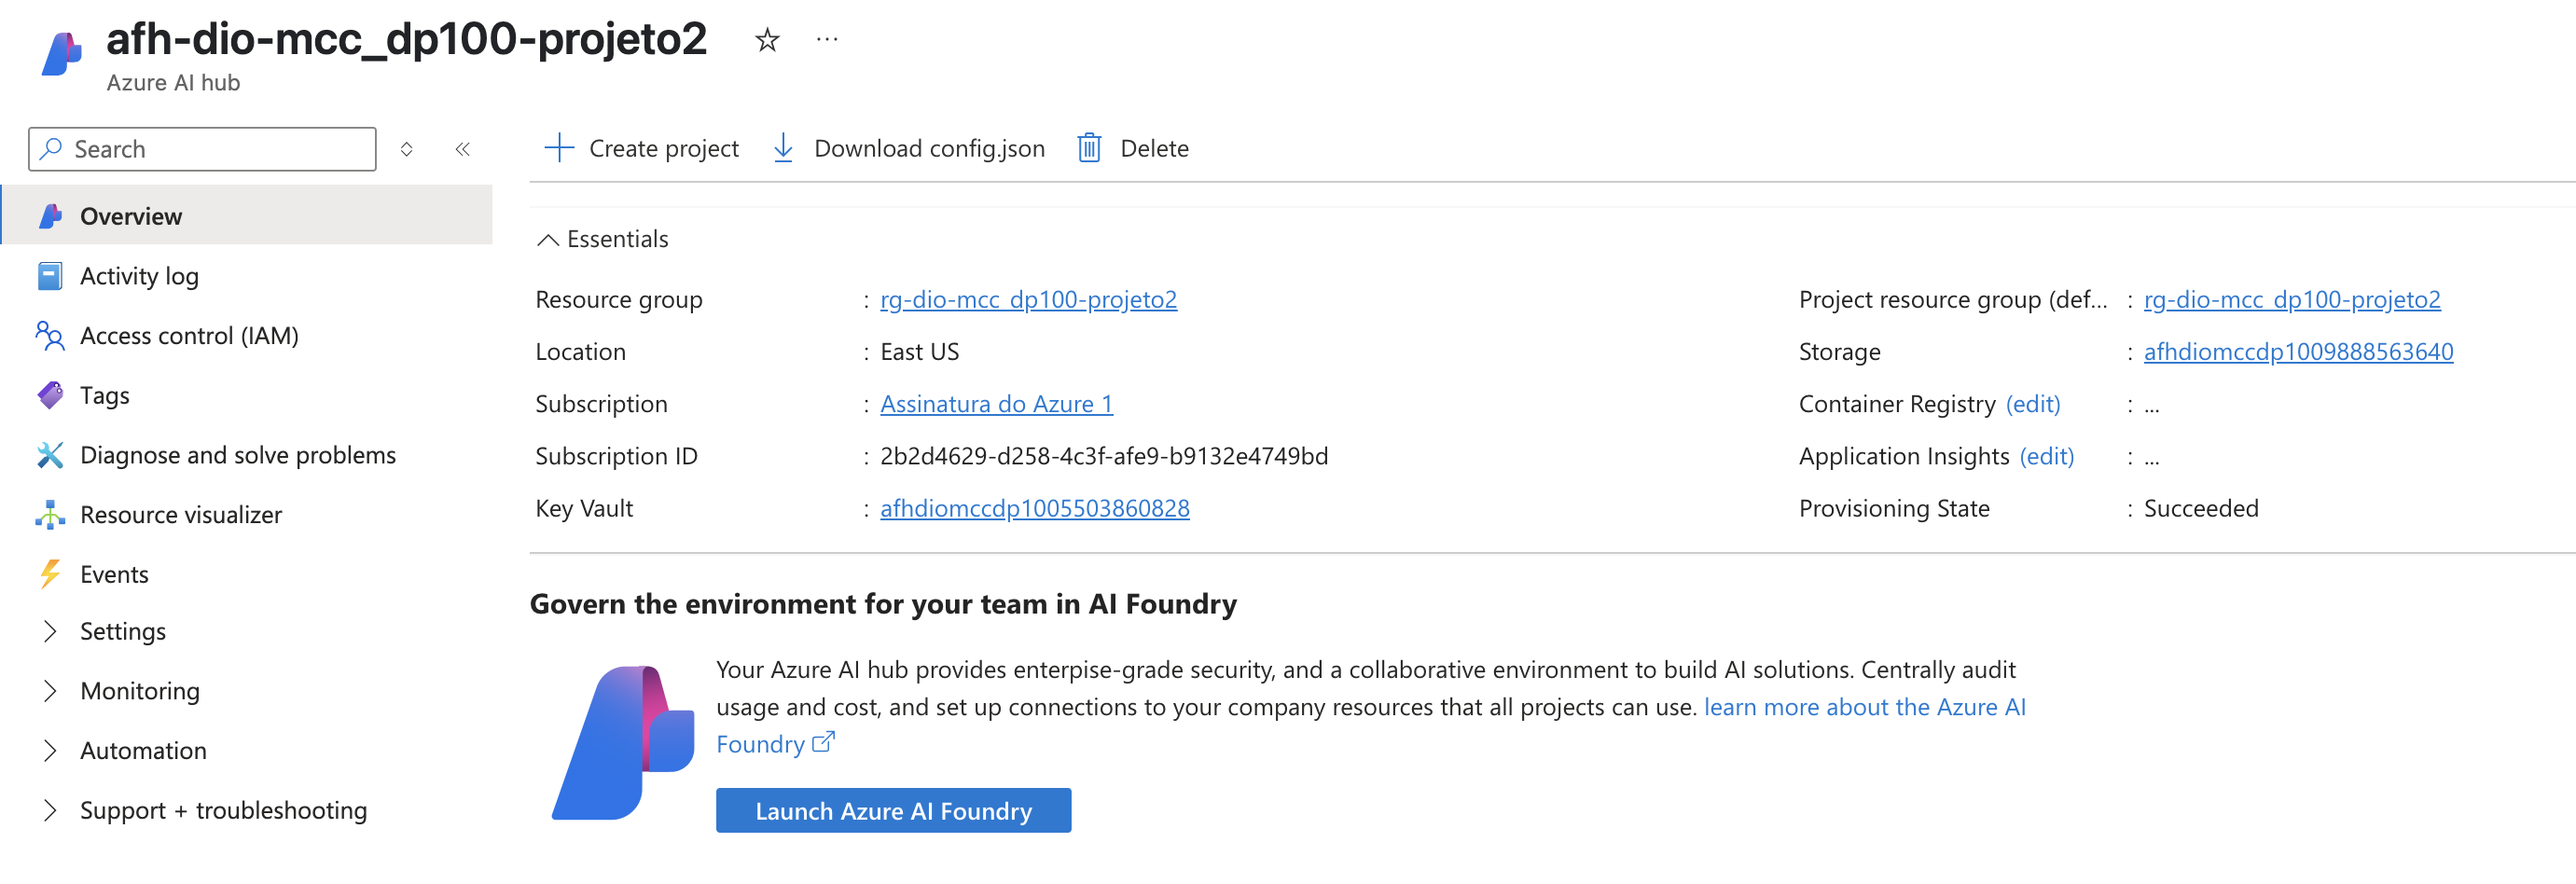 afh-dio-mcc_dp100-projeto2 ...
Azure AI hub
Search
Overview
Activity log
Access control (IAM)
Tags
Diagnose and solve problems
Resource visualizer
Events
Settings
Monitoring
Automation
Support + troubleshooting
Create project Download config.json Delete
Essentials
Resource group : rg-dio-mcc_dp100-projeto2
Location : East US
Subscription : Assinatura do Azure 1
Subscription ID : 2b2d4629-d258-4c3f-afe9-b9132e4749bd
Key Vault : afhdiomccdp1005503860828
Project resource group (def... : rg-dio-mcc_dp100-projeto2
Storage : afhdiomccdp1009888563640
Container Registry (edit) : ...
Application Insights (edit) : ...
Provisioning State : Succeeded
Govern the environment for your team in AI Foundry
Your Azure AI hub provides enterpise-grade security, and a collaborative environment to build AI solutions. Centrally audit
usage and cost, and set up connections to your company resources that all projects can use. learn more about the Azure AI
Foundry
Launch Azure AI Foundry